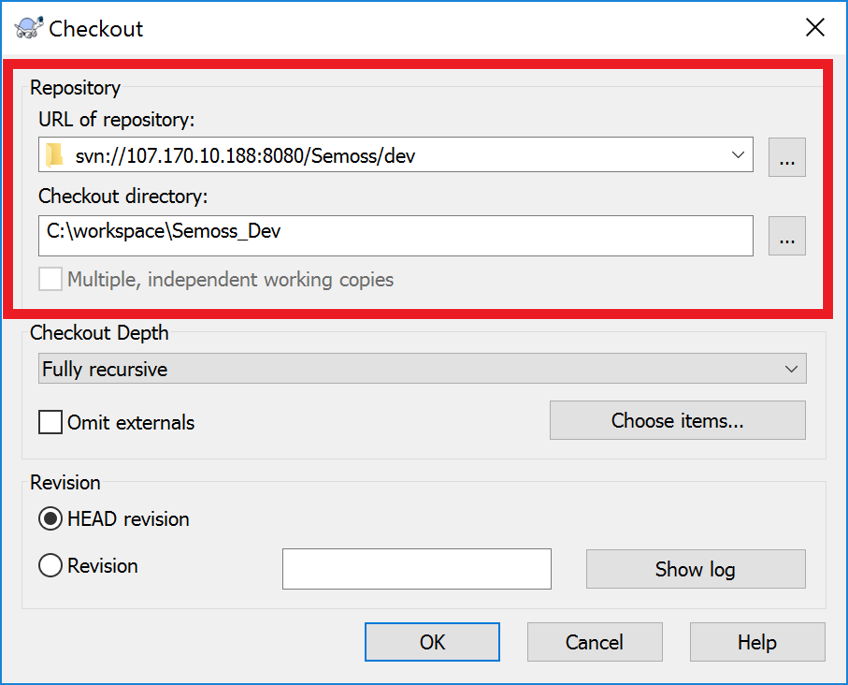 Checkout
Repository
URL of repository:
svn://107.170.10.188:8080/Semoss/dev
...
Checkout directory:
C:\workspace\Semoss_Dev
...
Multiple, independent working copies
Checkout Depth
Fully recursive
Omit externals
Choose items...
Revision
HEAD revision
Revision
Show log
OK
Cancel
Help